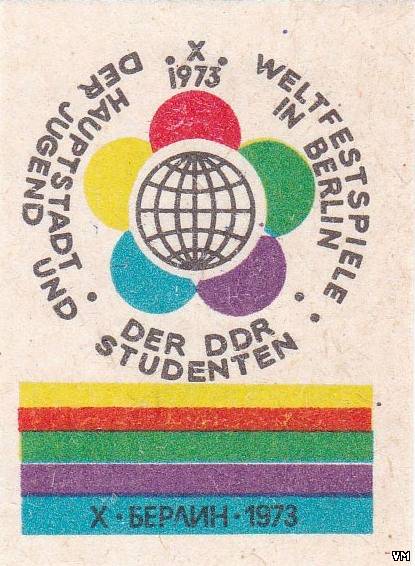 · X ·
1973
WELTFESTSPIELE
IN BERLIN ·
DER DDR
STUDENTEN ·
HAUPTSTADT
DER JUGEND UND ·
X · БЕРЛИН · 1973
VM